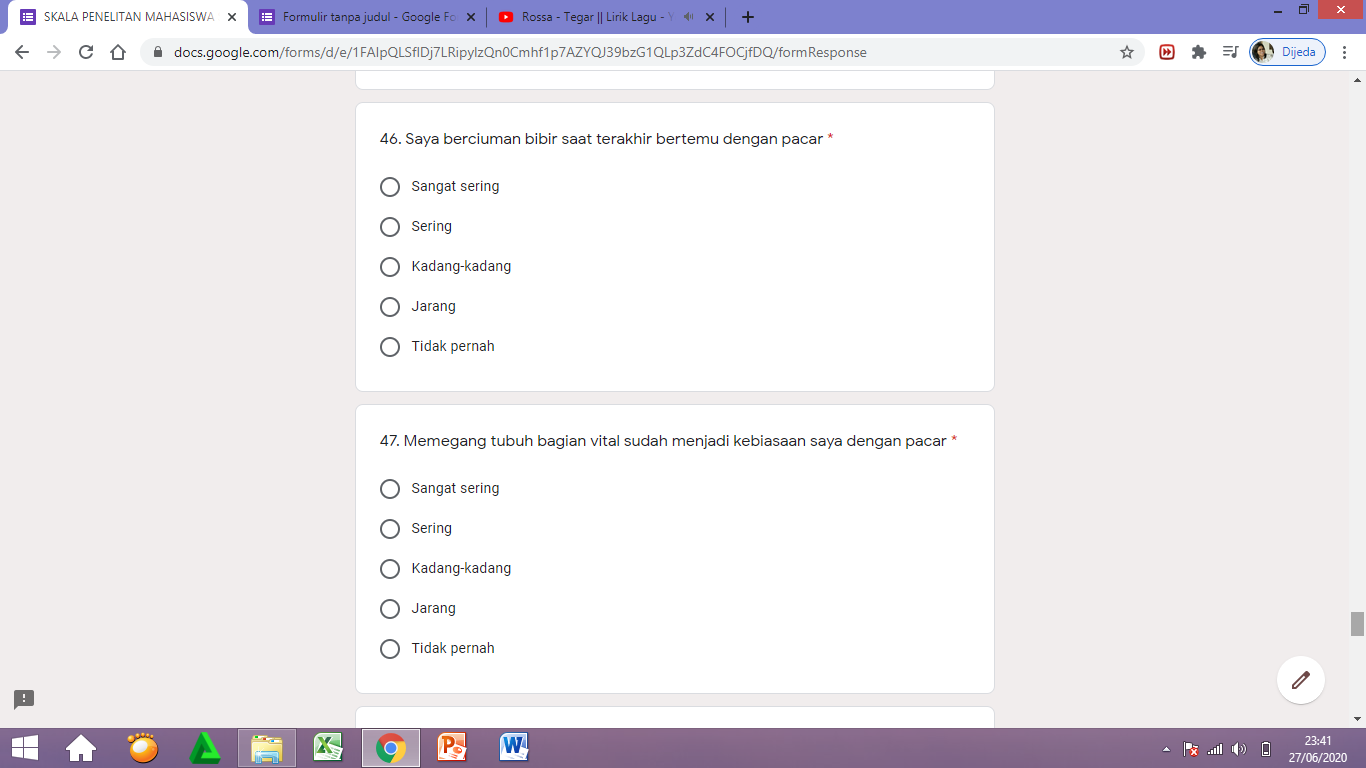 SKALA PENELITAN MAHASISWA
Formulir tanpa judul - Google Fo
Rossa - Tegar || Lirik Lagu - Y
docs.google.com/forms/d/e/1FAIpQLSfIDj7LRipyIzQn0Cmhf1p7AZYQJ39bzG1QLp3ZdC4FOCjfDQ/formResponse
Dijeda
46. Saya berciuman bibir saat terakhir bertemu dengan pacar *
Sangat sering
Sering
Kadang-kadang
Jarang
Tidak pernah
47. Memegang tubuh bagian vital sudah menjadi kebiasaan saya dengan pacar *
Sangat sering
Sering
Kadang-kadang
Jarang
Tidak pernah
23:41
27/06/2020